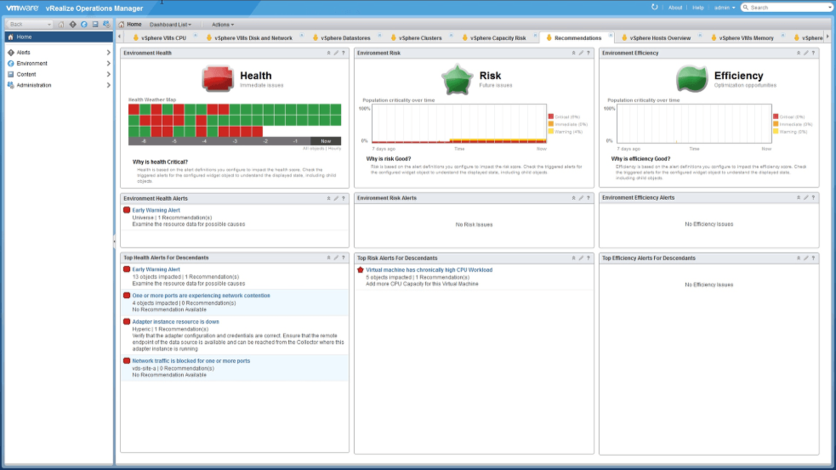 vmware vRealize Operations Manager
About Help admin Search
Back
Home Dashboard List Actions
Home
Alerts
Environment
Content
Administration
vSphere VMs CPU vSphere VMs Disk and Network vSphere Datastores vSphere Clusters vSphere Capacity Risk Recommendations vSphere Hosts Overview vSphere VMs Memory vSphere
Environment Health
Health
Immediate issues
Health Weather Map
-6 -5 -4 -3 -2 -1 Now
Why is health Critical?
Health is based on the alert definitions you configure to impact the health score. Check the
triggered alerts for the configured widget object to understand the displayed data, including child
objects.
Environment Risk
Risk
Future issues
Population criticality over time
100%
0%
7 days ago Time Now
Critical (0%)
Immediate (0%)
Warning (0%)
Why is risk Good?
Risk is based on the alert definitions you configure to impact the risk score. Check the triggered
alerts for the configured widget object to understand the displayed data, including child objects.
Environment Efficiency
Efficiency
Optimization opportunities
Population criticality over time
100%
0%
7 days ago Time Now
Critical (0%)
Immediate (0%)
Warning (0%)
Why is efficiency Good?
Efficiency is based on the alert definitions you configure to impact the efficiency score. Check
the triggered alerts for the configured widget object to understand the displayed data,
including child objects.
Environment Health Alerts
Early Warning Alert
Universe | 1 Recommendation(s)
Examine the resource data for possible causes
Environment Risk Alerts
No Risk Issues
Environment Efficiency Alerts
No Efficiency Issues
Top Health Alerts For Descendants
Early Warning Alert
13 objects impacted | 1 Recommendation(s)
Examine the resource data for possible causes
One or more ports are experiencing network contention
4 objects impacted | 0 Recommendation(s)
No Recommendation Available
Adapter instance resource is down
Hyperic | 1 Recommendation(s)
Verify that the adapter configuration and credentials are correct. Ensure that the remote
endpoint of the data source is available and can be reached from the Collector where this
adapter instance is running
Network traffic is blocked for one or more ports
vds-site-a | 0 Recommendation(s)
No Recommendation Available
Top Risk Alerts For Descendants
Virtual machine has chronically high CPU Workload
5 objects impacted | 1 Recommendation(s)
Add more CPU Capacity for this Virtual Machine
Top Efficiency Alerts For Descendants
No Efficiency Issues